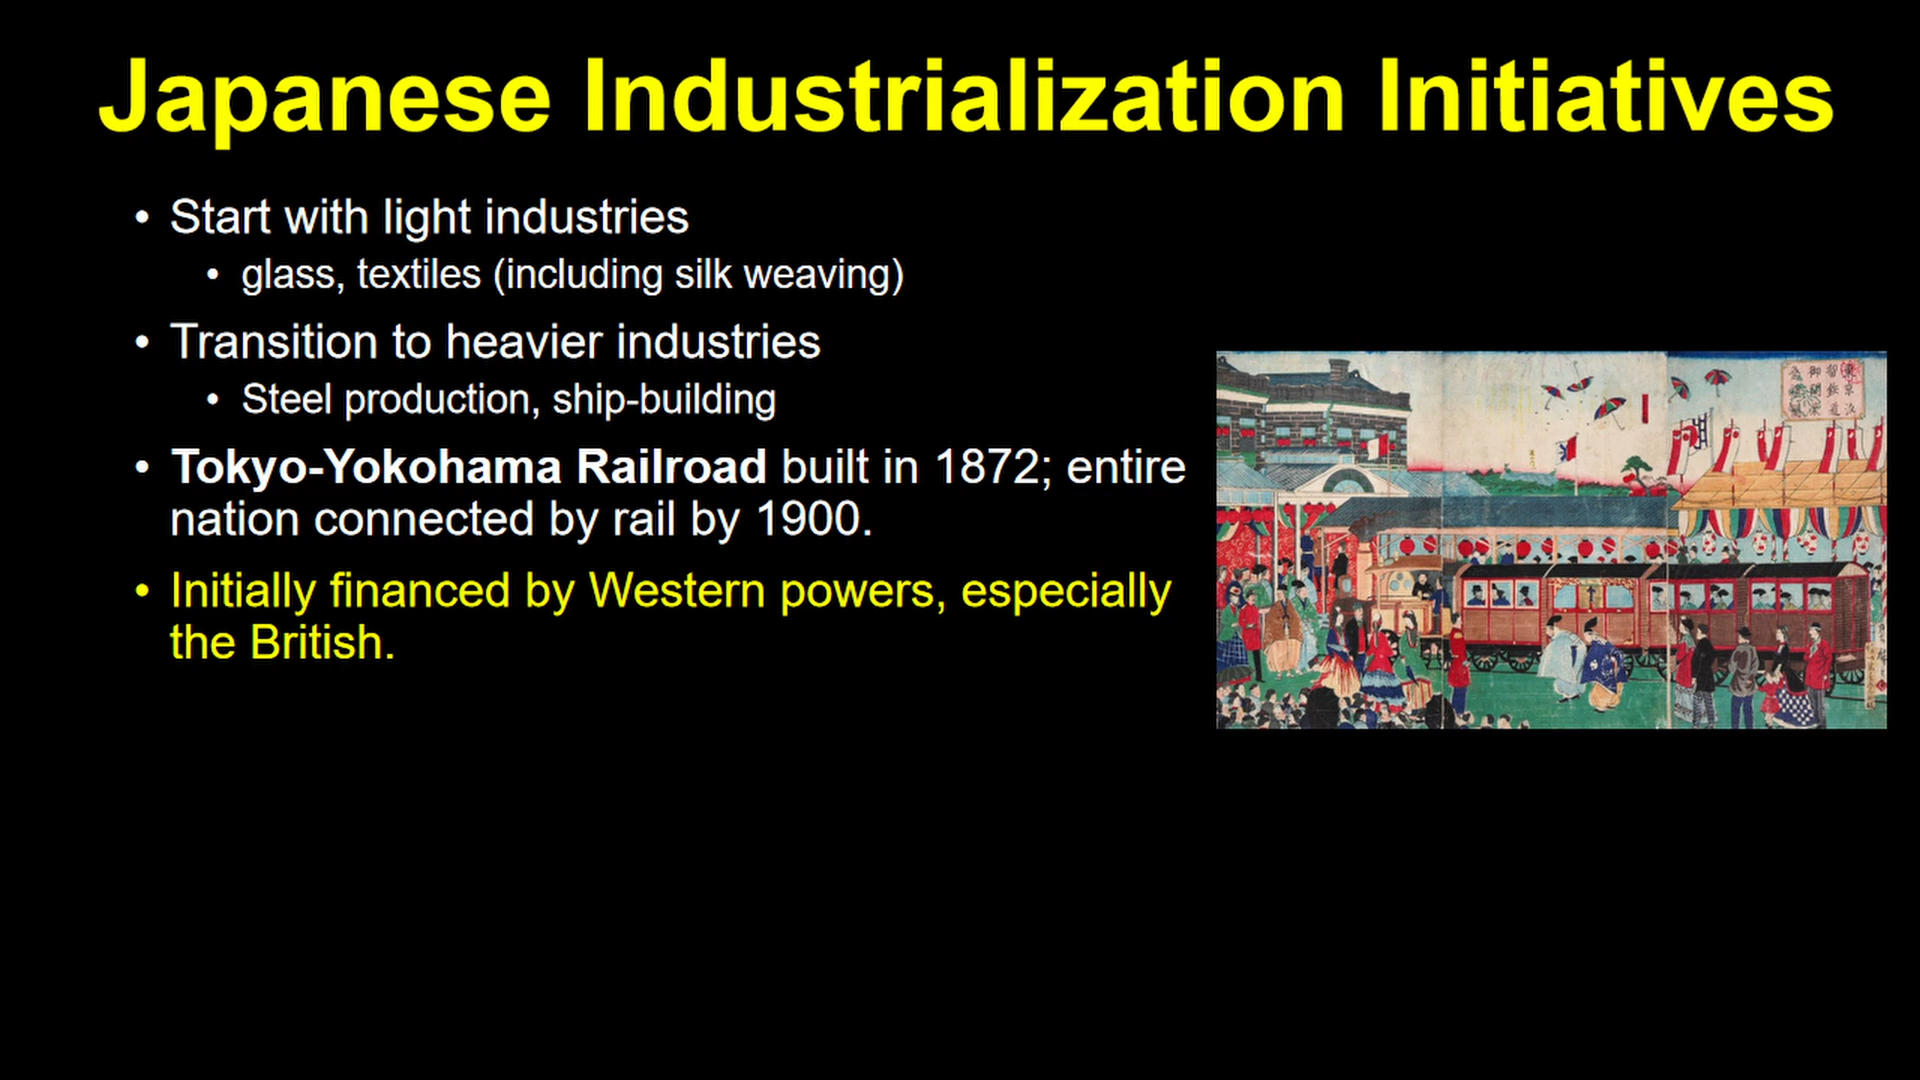 Japanese Industrialization Initiatives
• Start with light industries
• glass, textiles (including silk weaving)
• Transition to heavier industries
• Steel production, ship-building
• Tokyo-Yokohama Railroad built in 1872; entire
nation connected by rail by 1900.
• Initially financed by Western powers, especially
the British.